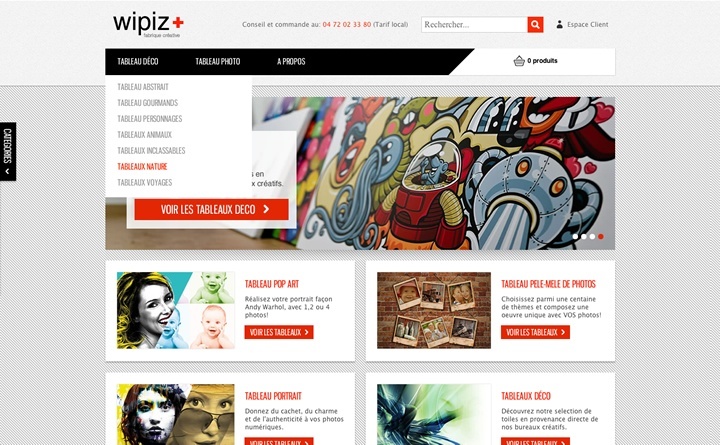 wipiz+
fabrique créative
Conseil et commande au: 04 72 02 33 80 (Tarif local)
Rechercher...
Espace Client
TABLEAU DÉCO
TABLEAU PHOTO
A PROPOS
0 produits
TABLEAU ABSTRAIT
TABLEAU GOURMANDS
TABLEAU PERSONNAGES
TABLEAUX ANIMAUX
TABLEAUX INCLASSABLES
TABLEAUX NATURE
TABLEAUX VOYAGES
CATEGORIES
s en
x créatifs.
VOIR LES TABLEAUX DECO
TABLEAU POP ART
Réalisez votre portrait façon
Andy Warhol, avec 1,2 ou 4
photos!
VOIR LES TABLEAUX
TABLEAU PELE-MELE DE PHOTOS
Choisissez parmi une centaine
de thèmes et composez une
oeuvre unique avec VOS photos!
VOIR LES TABLEAUX
TABLEAU PORTRAIT
Donnez du cachet, du charme
et de l'authenticité à vos photos
numériques.
VOIR LES TABLEAUX
TABLEAUX DÉCO
Découvrez notre selection de
toiles en provenance directe de
nos bureaux créatifs.
VOIR LES TABLEAUX